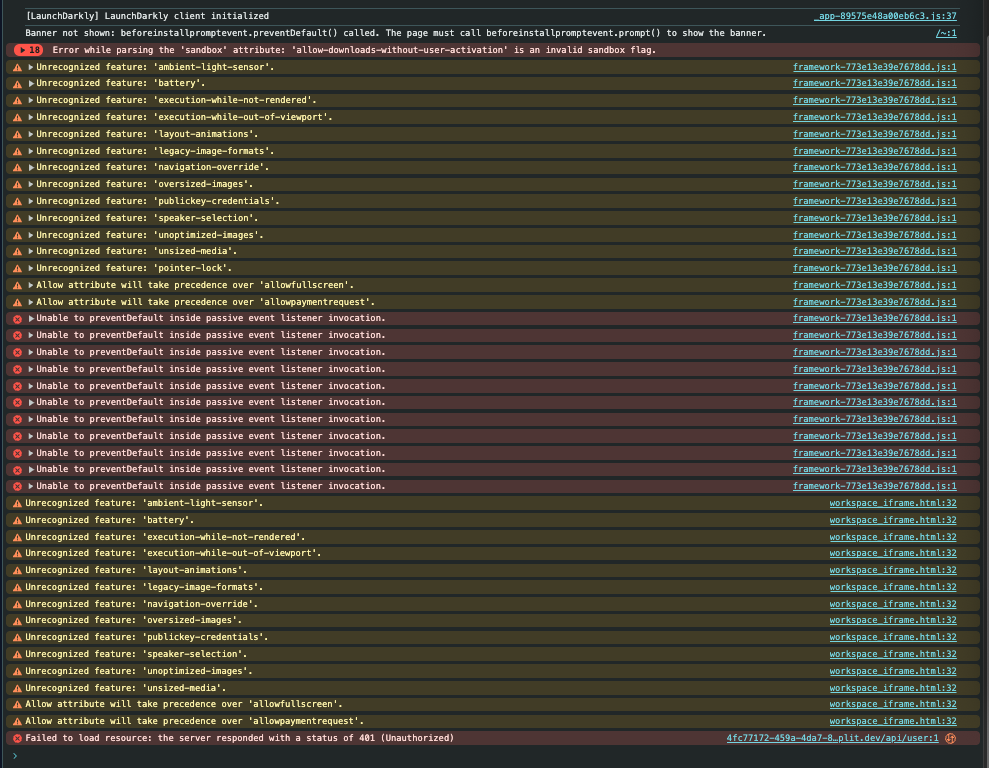 [LaunchDarkly] LaunchDarkly client initialized _app-89575e48a00eb6c3.js:37
Banner not shown: beforeinstallpromptevent.preventDefault() called. The page must call beforeinstallpromptevent.prompt() to show the banner. /~:1
18 Error while parsing the 'sandbox' attribute: 'allow-downloads-without-user-activation' is an invalid sandbox flag.
Unrecognized feature: 'ambient-light-sensor'. framework-773e13e39e7678dd.js:1
Unrecognized feature: 'battery'. framework-773e13e39e7678dd.js:1
Unrecognized feature: 'execution-while-not-rendered'. framework-773e13e39e7678dd.js:1
Unrecognized feature: 'execution-while-out-of-viewport'. framework-773e13e39e7678dd.js:1
Unrecognized feature: 'layout-animations'. framework-773e13e39e7678dd.js:1
Unrecognized feature: 'legacy-image-formats'. framework-773e13e39e7678dd.js:1
Unrecognized feature: 'navigation-override'. framework-773e13e39e7678dd.js:1
Unrecognized feature: 'oversized-images'. framework-773e13e39e7678dd.js:1
Unrecognized feature: 'publickey-credentials'. framework-773e13e39e7678dd.js:1
Unrecognized feature: 'speaker-selection'. framework-773e13e39e7678dd.js:1
Unrecognized feature: 'unoptimized-images'. framework-773e13e39e7678dd.js:1
Unrecognized feature: 'unsized-media'. framework-773e13e39e7678dd.js:1
Unrecognized feature: 'pointer-lock'. framework-773e13e39e7678dd.js:1
Allow attribute will take precedence over 'allowfullscreen'. framework-773e13e39e7678dd.js:1
Allow attribute will take precedence over 'allowpaymentrequest'. framework-773e13e39e7678dd.js:1
Unable to preventDefault inside passive event listener invocation. framework-773e13e39e7678dd.js:1
Unable to preventDefault inside passive event listener invocation. framework-773e13e39e7678dd.js:1
Unable to preventDefault inside passive event listener invocation. framework-773e13e39e7678dd.js:1
Unable to preventDefault inside passive event listener invocation. framework-773e13e39e7678dd.js:1
Unable to preventDefault inside passive event listener invocation. framework-773e13e39e7678dd.js:1
Unable to preventDefault inside passive event listener invocation. framework-773e13e39e7678dd.js:1
Unable to preventDefault inside passive event listener invocation. framework-773e13e39e7678dd.js:1
Unable to preventDefault inside passive event listener invocation. framework-773e13e39e7678dd.js:1
Unable to preventDefault inside passive event listener invocation. framework-773e13e39e7678dd.js:1
Unable to preventDefault inside passive event listener invocation. framework-773e13e39e7678dd.js:1
Unable to preventDefault inside passive event listener invocation. framework-773e13e39e7678dd.js:1
Unrecognized feature: 'ambient-light-sensor'. workspace_iframe.html:32
Unrecognized feature: 'battery'. workspace_iframe.html:32
Unrecognized feature: 'execution-while-not-rendered'. workspace_iframe.html:32
Unrecognized feature: 'execution-while-out-of-viewport'. workspace_iframe.html:32
Unrecognized feature: 'layout-animations'. workspace_iframe.html:32
Unrecognized feature: 'legacy-image-formats'. workspace_iframe.html:32
Unrecognized feature: 'navigation-override'. workspace_iframe.html:32
Unrecognized feature: 'oversized-images'. workspace_iframe.html:32
Unrecognized feature: 'publickey-credentials'. workspace_iframe.html:32
Unrecognized feature: 'speaker-selection'. workspace_iframe.html:32
Unrecognized feature: 'unoptimized-images'. workspace_iframe.html:32
Unrecognized feature: 'unsized-media'. workspace_iframe.html:32
Allow attribute will take precedence over 'allowfullscreen'. workspace_iframe.html:32
Allow attribute will take precedence over 'allowpaymentrequest'. workspace_iframe.html:32
Failed to load resource: the server responded with a status of 401 (Unauthorized) 4fc77172-459a-4da7-8…plit.dev/api/user:1